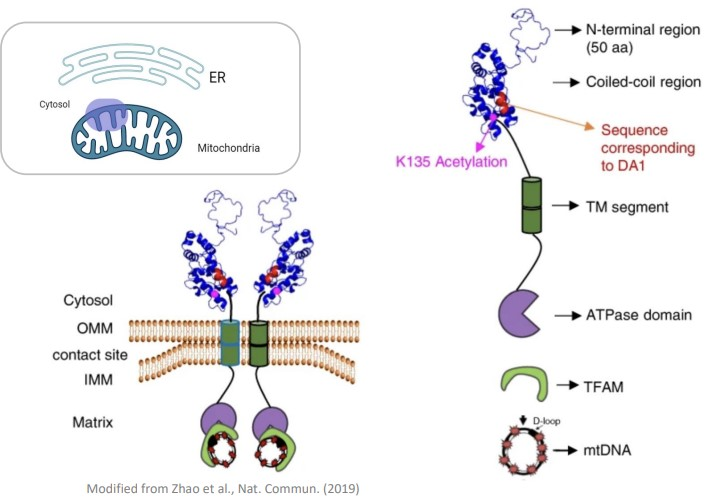 ER
Cytosol
Mitochondria
N-terminal region
(50 aa)
Coiled-coil region
Sequence
corresponding
to DA1
K135 Acetylation
TM segment
ATPase domain
TFAM
D-loop
mtDNA
Cytosol
OMM
contact site
IMM
Matrix
Modified from Zhao et al., Nat. Commun. (2019)